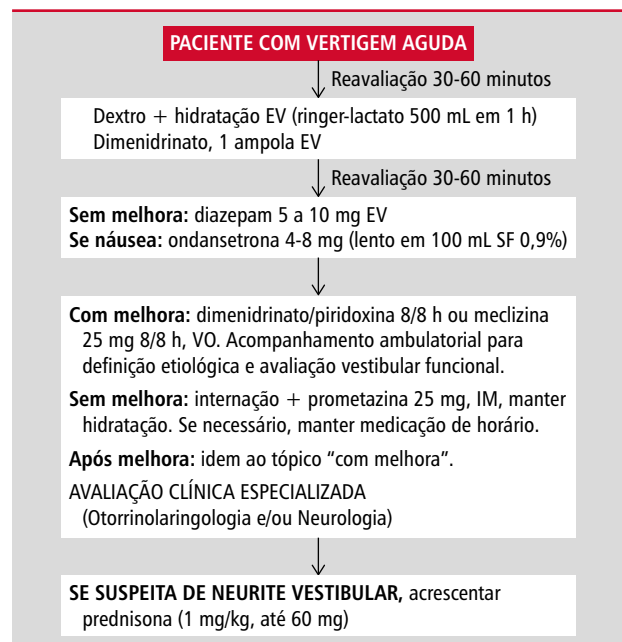 PACIENTE COM VERTIGEM AGUDA
Reavaliação 30-60 minutos
Dextro + hidratação EV (ringer-lactato 500 mL em 1 h)
Dimenidrinato, 1 ampola EV
Reavaliação 30-60 minutos
Sem melhora: diazepam 5 a 10 mg EV
Se náusea: ondansetrona 4-8 mg (lento em 100 mL SF 0,9%)
Com melhora: dimenidrinato/piridoxina 8/8 h ou meclizina
25 mg 8/8 h, VO. Acompanhamento ambulatorial para
definição etiológica e avaliação vestibular funcional.
Sem melhora: internação + prometazina 25 mg, IM, manter
hidratação. Se necessário, manter medicação de horário.
Após melhora: idem ao tópico “com melhora”.
AVALIAÇÃO CLÍNICA ESPECIALIZADA
(Otorrinolaringologia e/ou Neurologia)
SE SUSPEITA DE NEURITE VESTIBULAR, acrescentar
prednisona (1 mg/kg, até 60 mg)